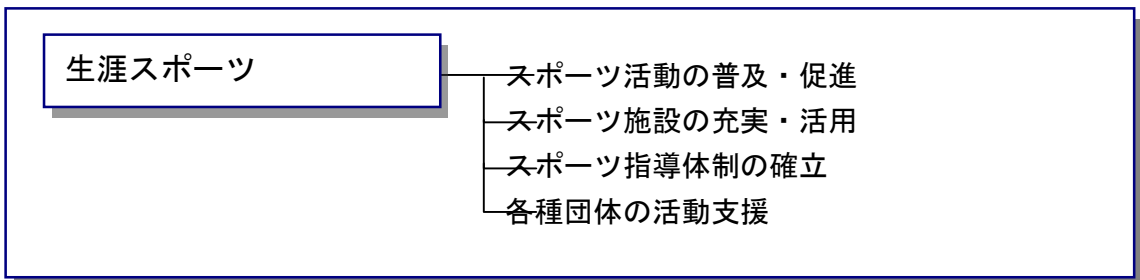 生涯スポーツ
スポーツ活動の普及・促進
スポーツ施設の充実・活用
スポーツ指導体制の確立
各種団体の活動支援